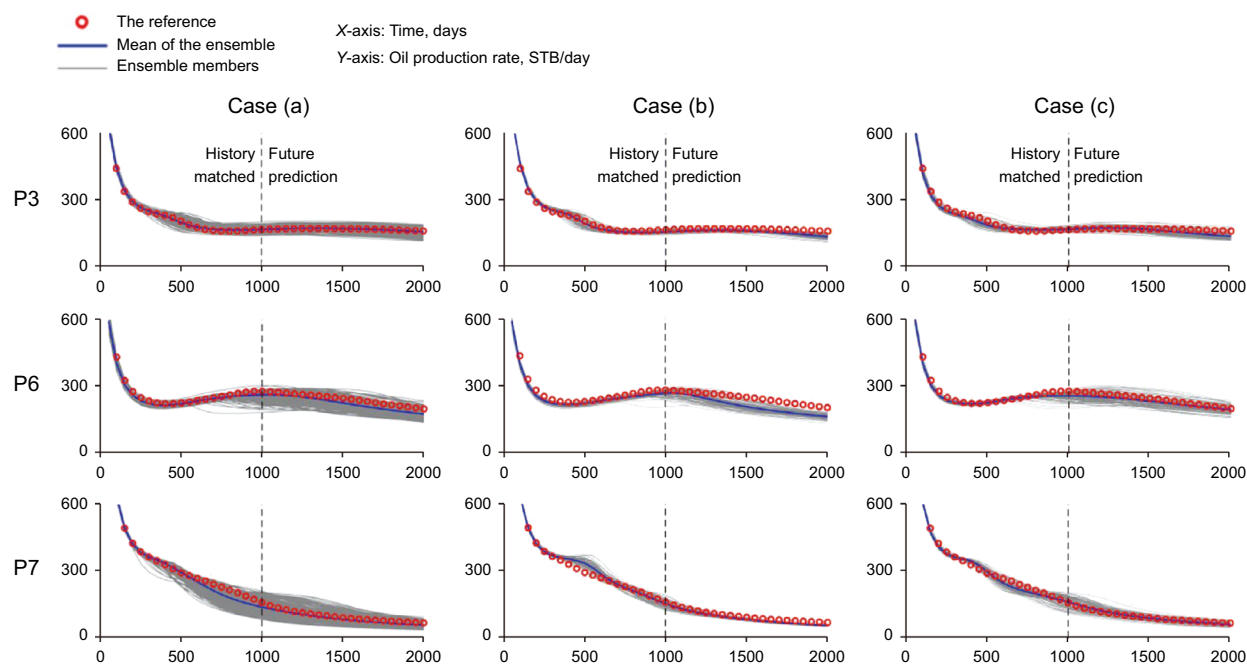 The reference
Mean of the ensemble
Ensemble members
X-axis: Time, days
Y-axis: Oil production rate, STB/day
Case (a)
Case (b)
Case (c)
P3
600
300
0
History matched
Future prediction
0 500 1000 1500 2000
600
300
0
History matched
Future prediction
0 500 1000 1500 2000
600
300
0
History matched
Future prediction
0 500 1000 1500 2000
P6
600
300
0
0 500 1000 1500 2000
600
300
0
0 500 1000 1500 2000
600
300
0
0 500 1000 1500 2000
P7
600
300
0
0 500 1000 1500 2000
600
300
0
0 500 1000 1500 2000
600
300
0
0 500 1000 1500 2000